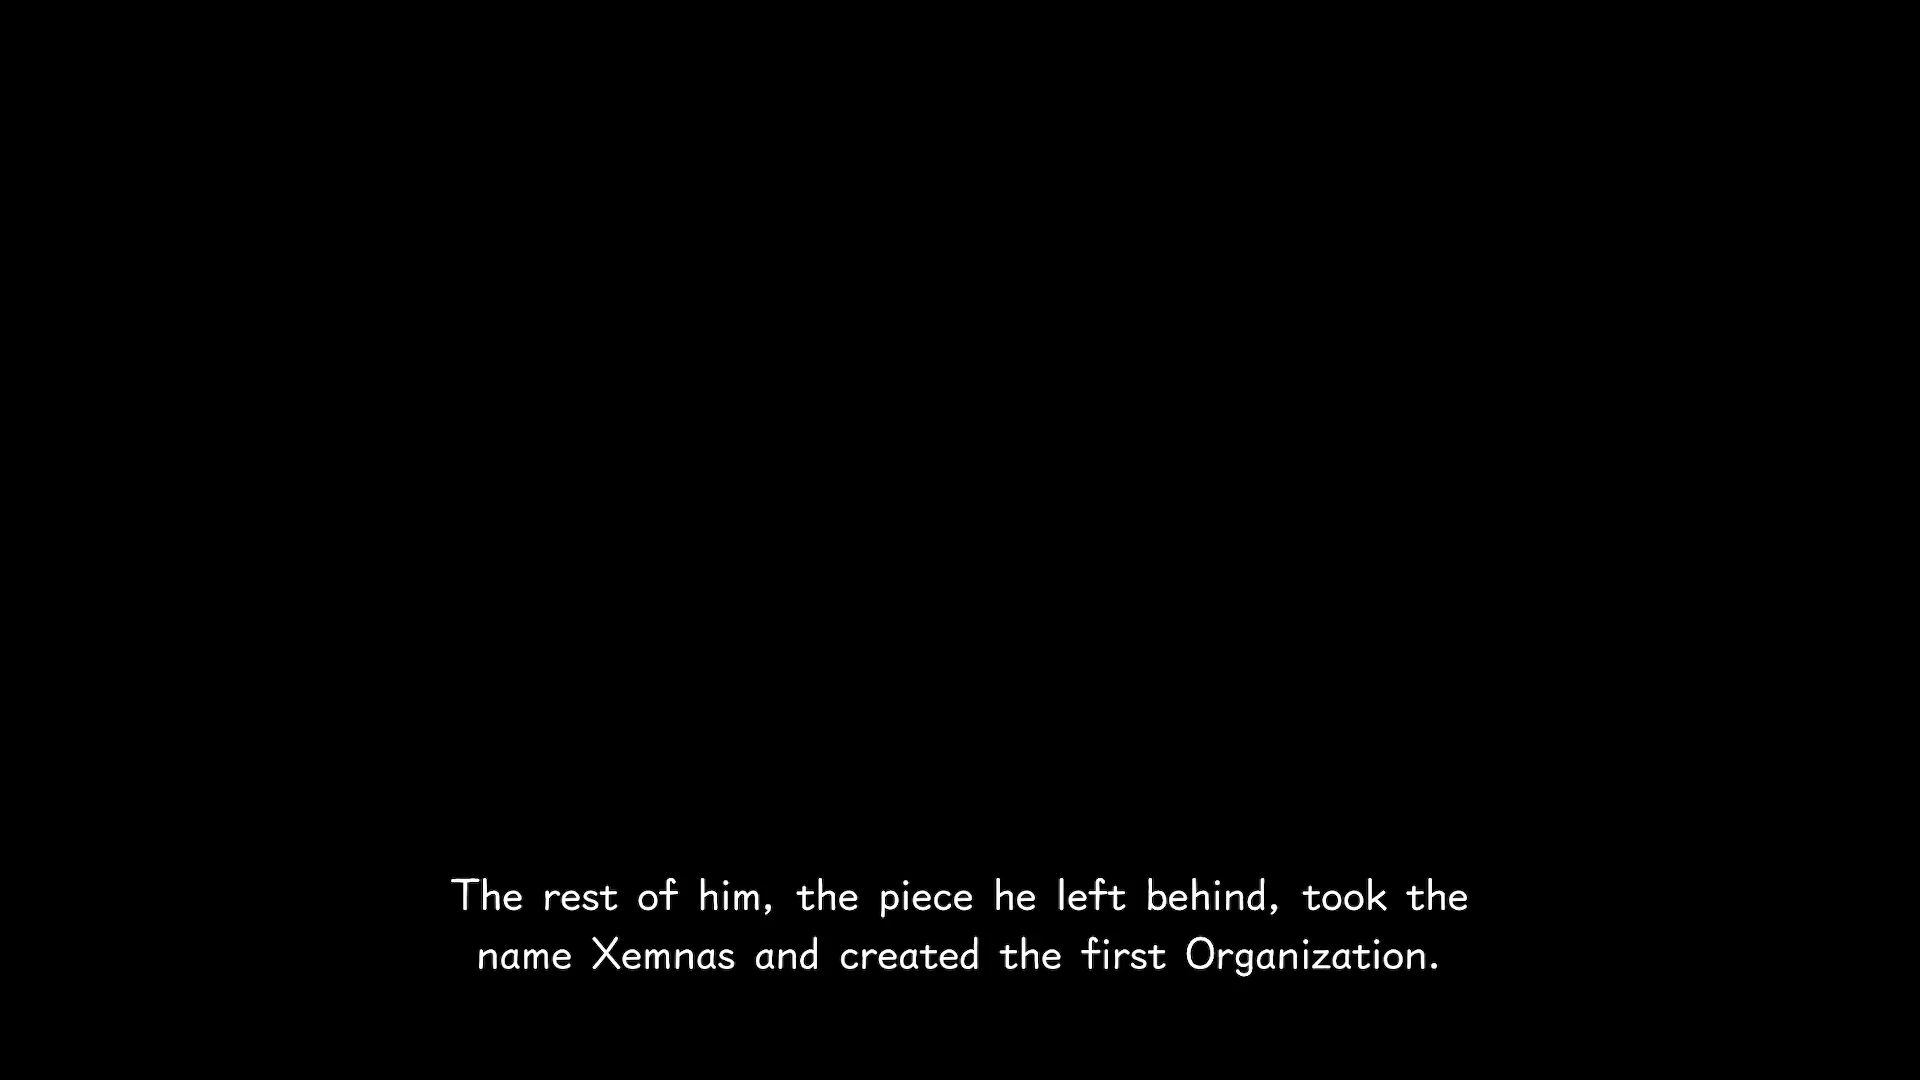 The rest of him, the piece he left behind, took the
name Xemnas and created the first Organization.